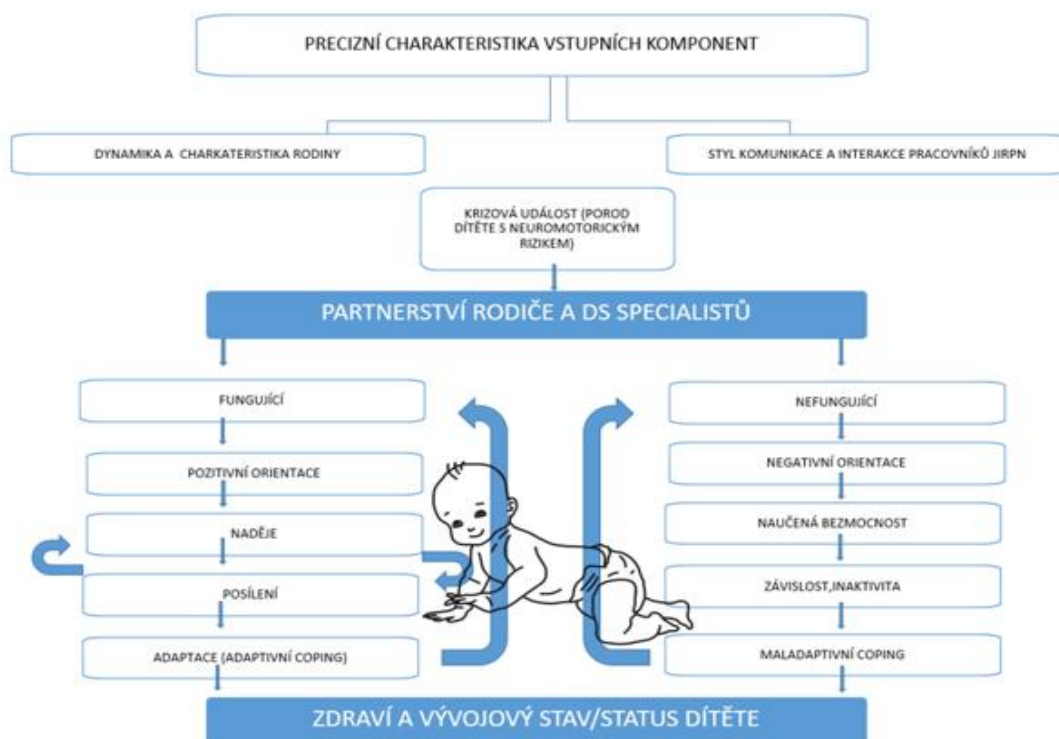 PRECIZNÍ CHARAKTERISTIKA VSTUPNÍCH KOMPONENT
DYNAMIKA A CHARKATERISTIKA RODINY
STYL KOMUNIKACE A INTERAKCE PRACOVNÍKŮ JIRPN
KRIZOVÁ UDÁLOST (POROD
DÍTĚTE S NEUROMOTORICKÝM
RIZIKEM)
PARTNERSTVÍ RODIČE A DS SPECIALISTŮ
FUNGUJÍCÍ
POZITIVNÍ ORIENTACE
NADĚJE
POSÍLENÍ
ADAPTACE (ADAPTIVNÍ COPING)
NEFUNGUJÍCÍ
NEGATIVNÍ ORIENTACE
NAUČENÁ BEZMOCNOST
ZÁVISLOST,INAKTIVITA
MALADAPTIVNÍ COPING
ZDRAVÍ A VÝVOJOVÝ STAV/STATUS DÍTĚTE